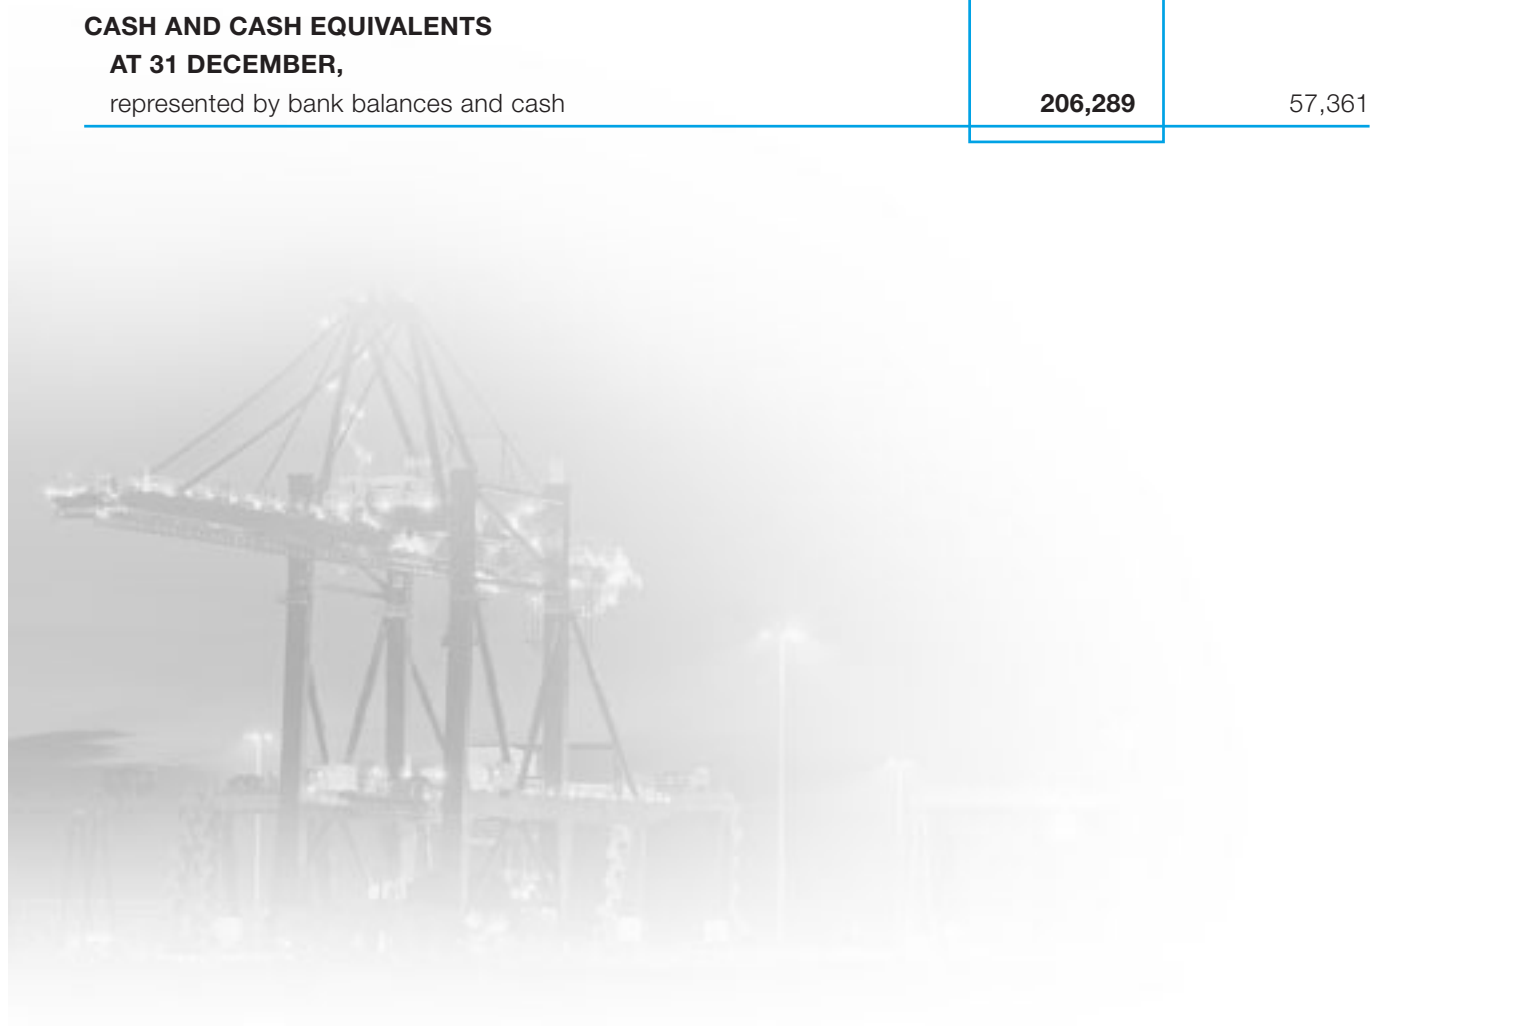 CASH AND CASH EQUIVALENTS
AT 31 DECEMBER,
represented by bank balances and cash 206,289 57,361